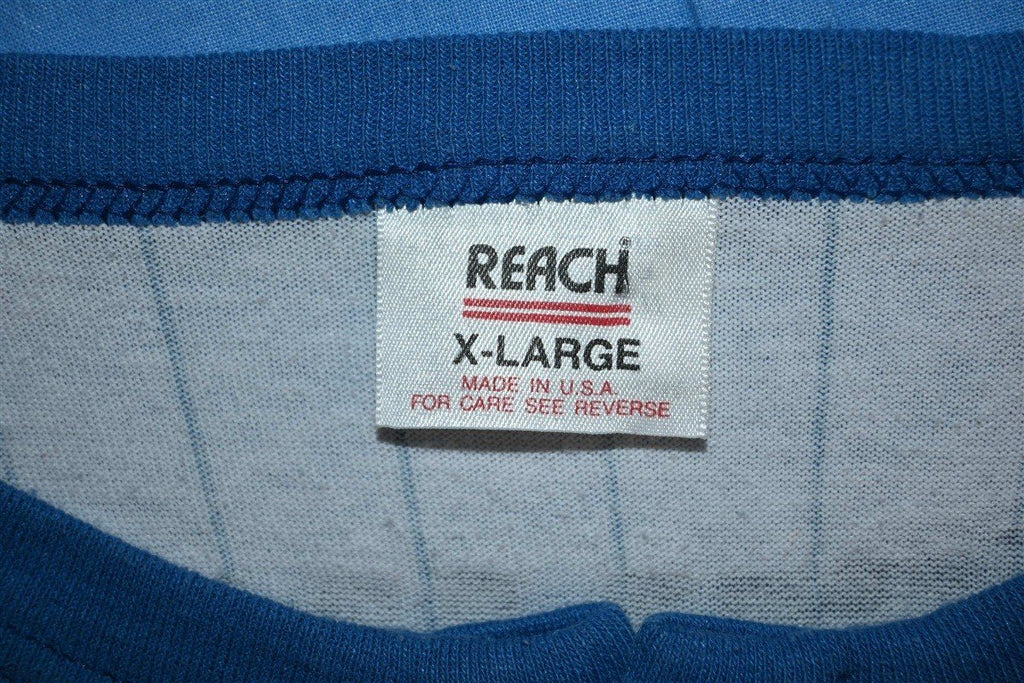 REACH®
X-LARGE
MADE IN U.S.A.
FOR CARE SEE REVERSE